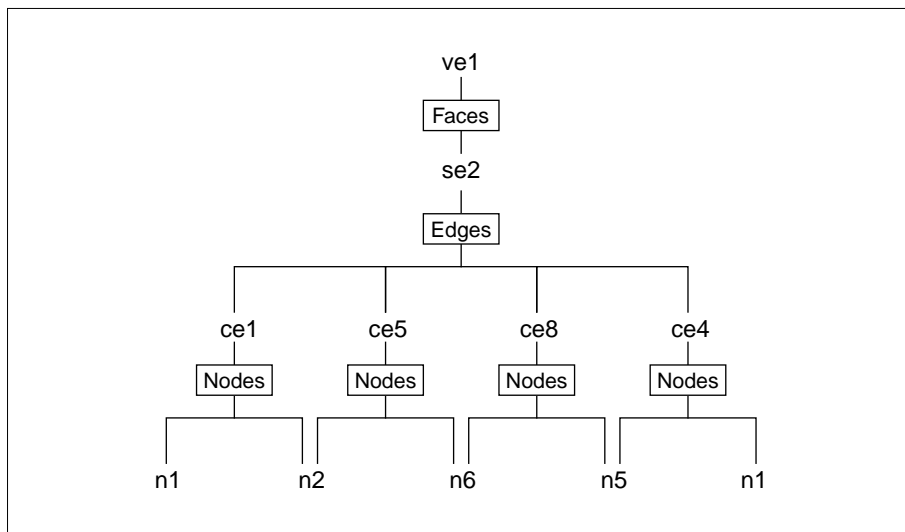 ve1
Faces
se2
Edges
ce1 ce5 ce8 ce4
Nodes Nodes Nodes Nodes
n1 n2 n6 n5 n1